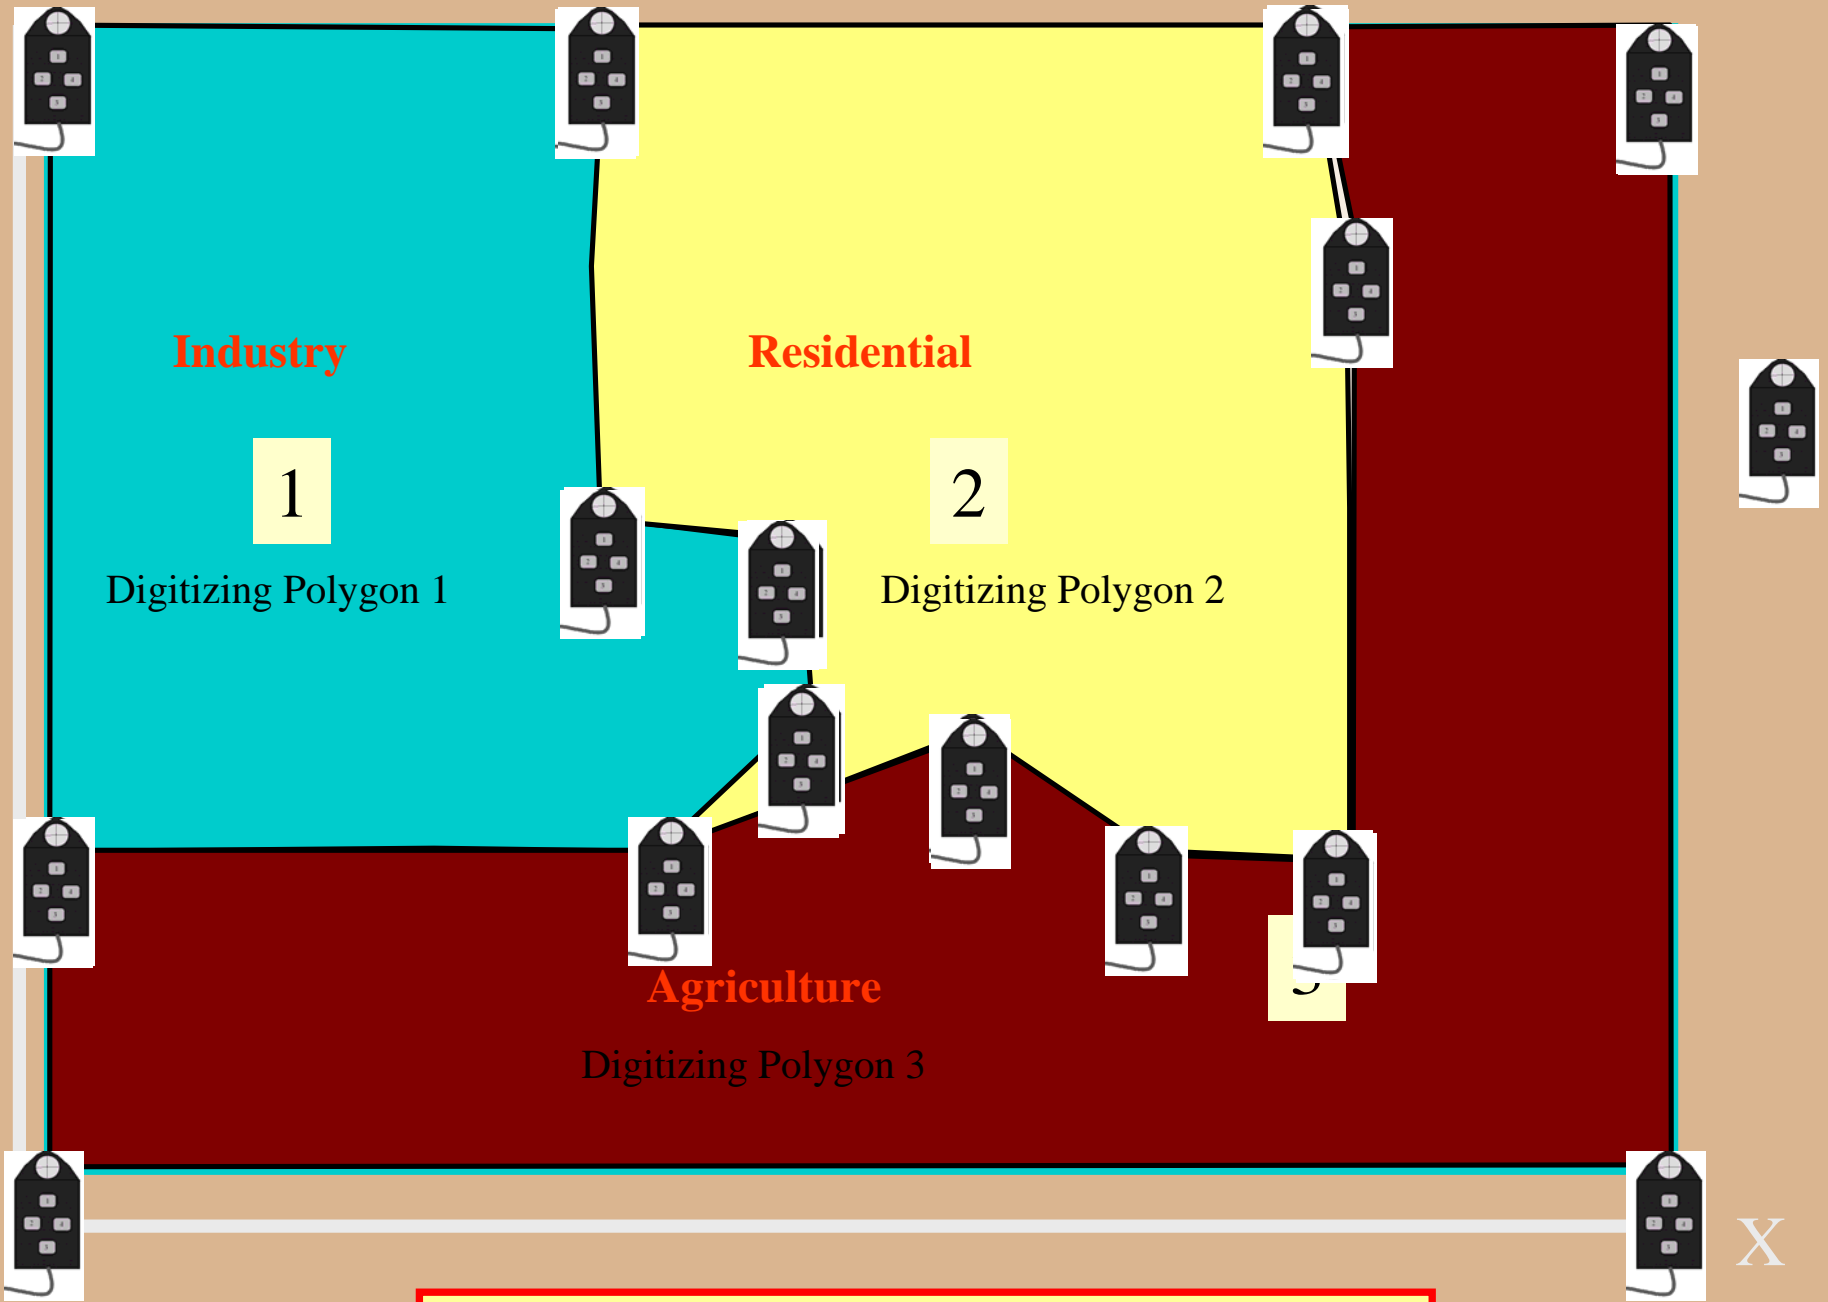 Industry
Residential
1
2
Digitizing Polygon 1
Digitizing Polygon 2
Agriculture
Digitizing Polygon 3
X